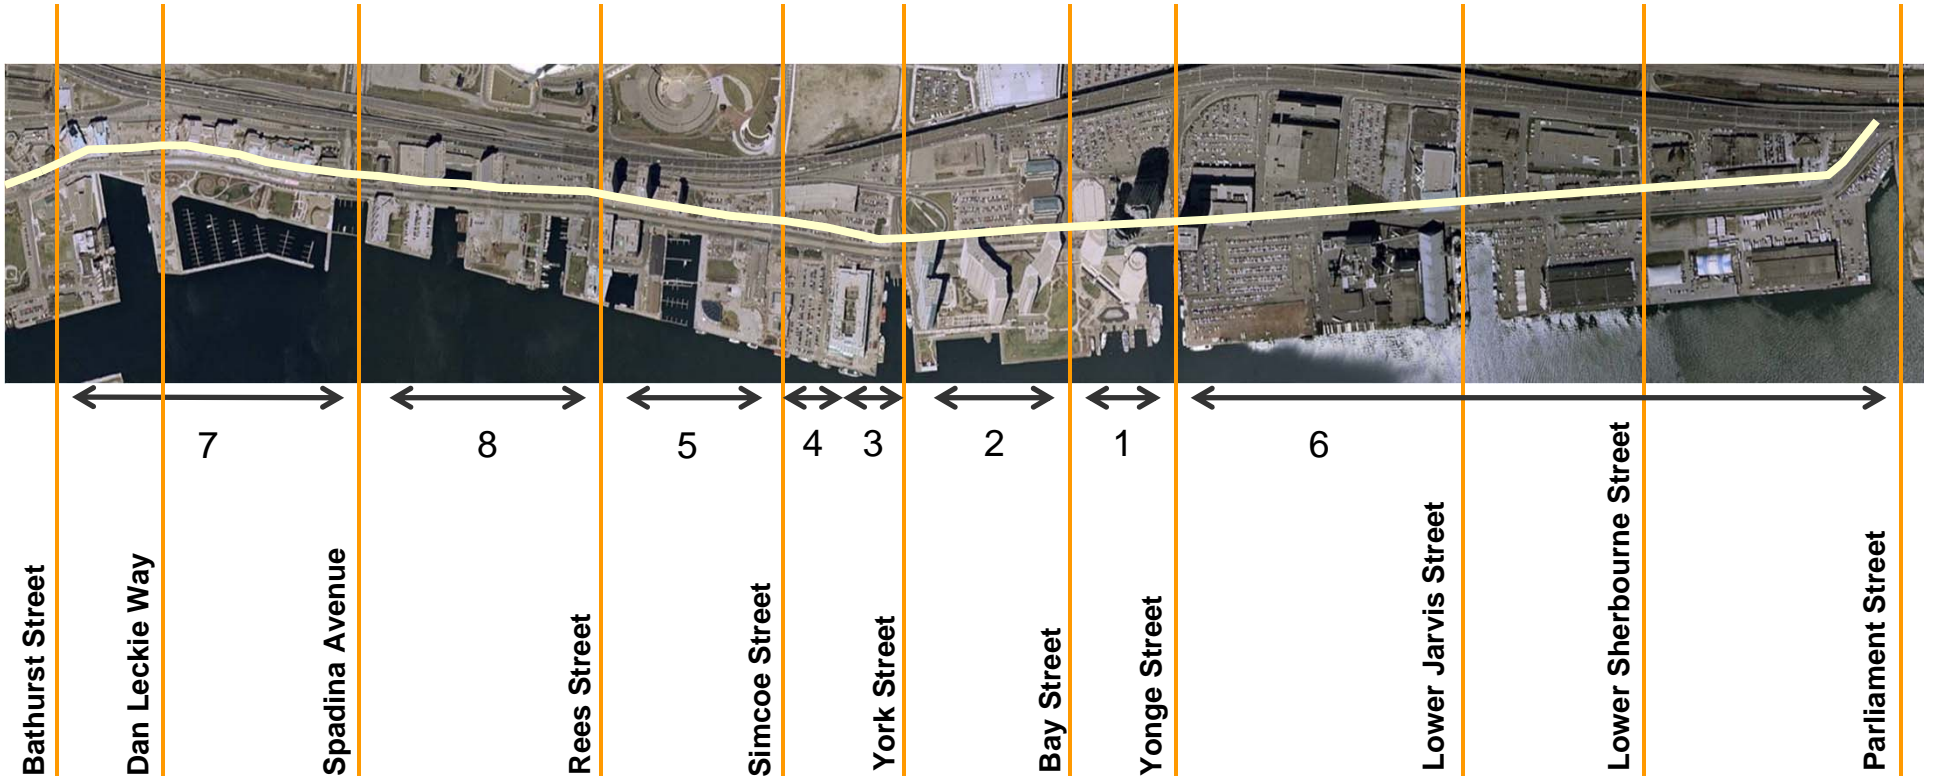 7
8
5
4
3
2
1
6
Bathurst Street
Dan Leckie Way
Spadina Avenue
Rees Street
Simcoe Street
York Street
Bay Street
Yonge Street
Lower Jarvis Street
Lower Sherbourne Street
Parliament Street